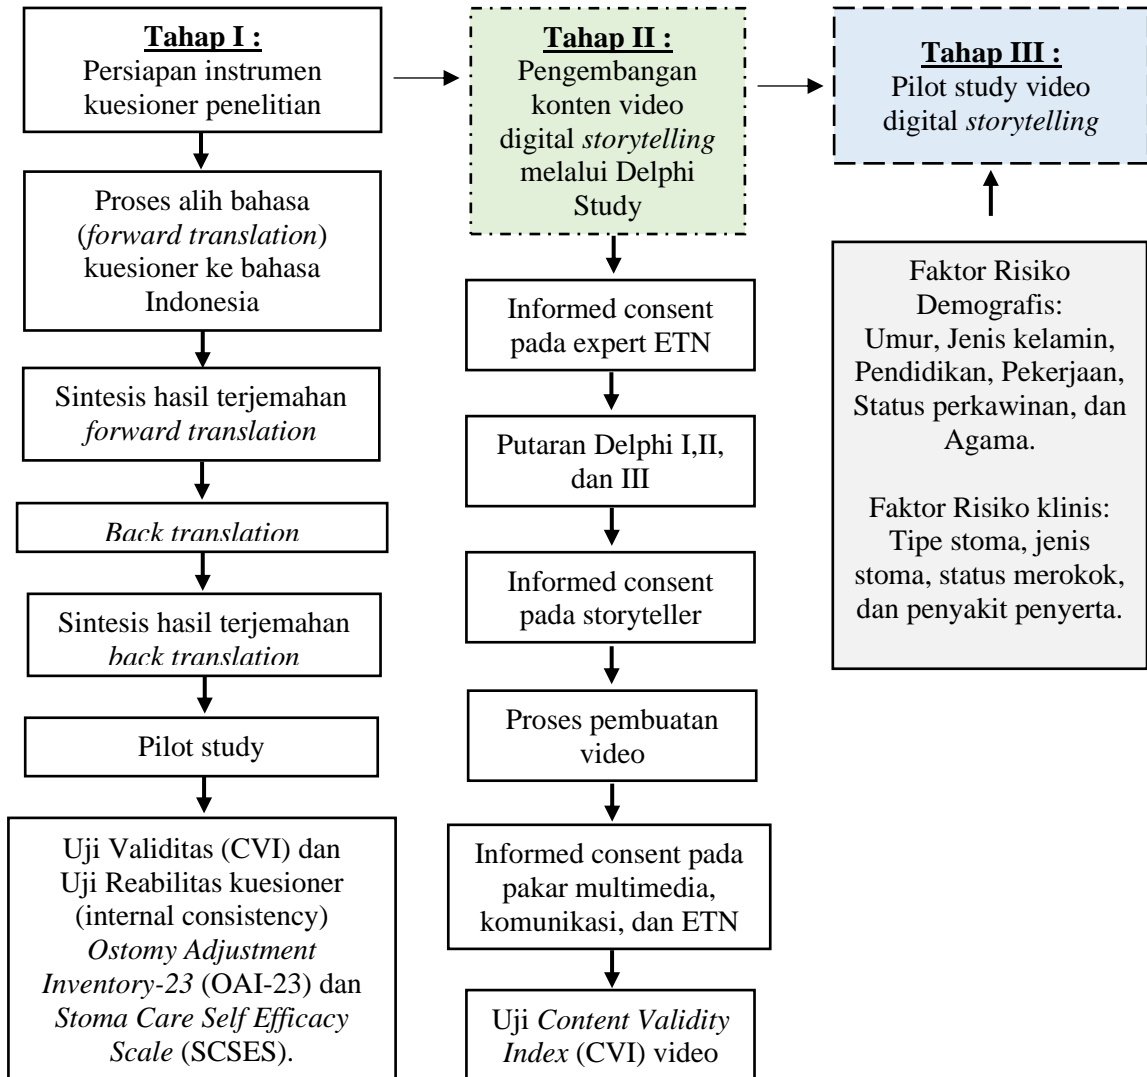 Tahap I :
Persiapan instrumen
kuesioner penelitian
Proses alih bahasa
(forward translation)
kuesioner ke bahasa
Indonesia
Sintesis hasil terjemahan
forward translation
Back translation
Sintesis hasil terjemahan
back translation
Pilot study
Uji Validitas (CVI) dan
Uji Reabilitas kuesioner
(internal consistency)
Ostomy Adjustment
Inventory-23 (OAI-23) dan
Stoma Care Self Efficacy
Scale (SCSES).
Tahap II :
Pengembangan
konten video
digital storytelling
melalui Delphi
Study
Informed consent
pada expert ETN
Putaran Delphi I,II,
dan III
Informed consent
pada storyteller
Proses pembuatan
video
Informed consent pada
pakar multimedia,
komunikasi, dan ETN
Uji Content Validity
Index (CVI) video
Tahap III :
Pilot study video
digital storytelling
Faktor Risiko
Demografis:
Umur, Jenis kelamin,
Pendidikan, Pekerjaan,
Status perkawinan, dan
Agama.
Faktor Risiko klinis:
Tipe stoma, jenis
stoma, status merokok,
dan penyakit penyerta.